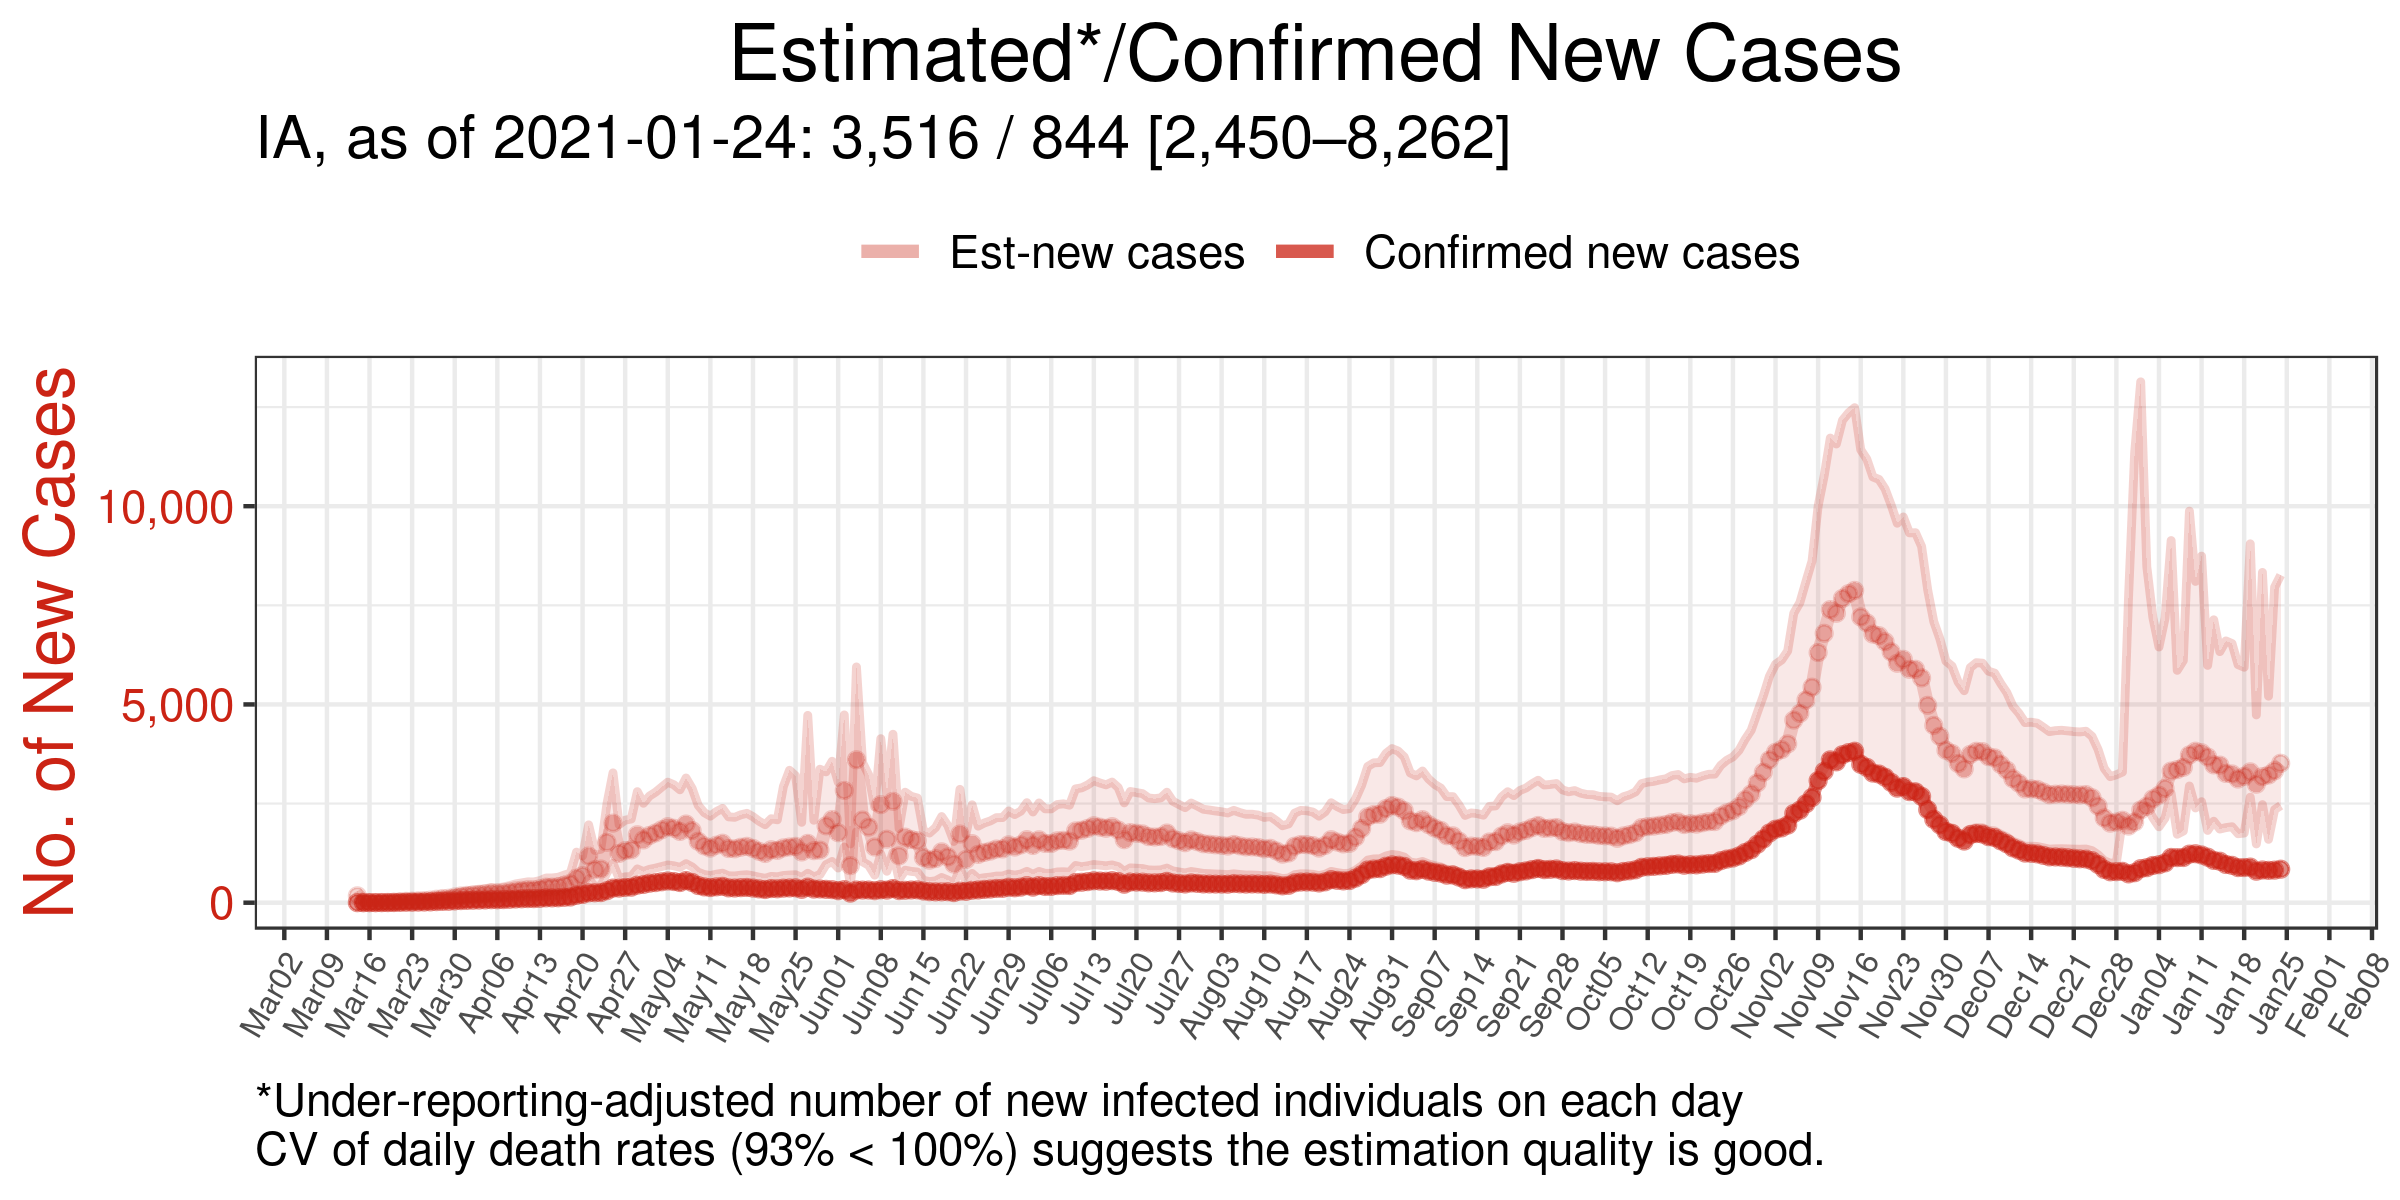 Estimated*/Confirmed New Cases
IA, as of 2021-01-24: 3,516 / 844 [2,450–8,262]
Est-new cases
Confirmed new cases
No. of New Cases
10,000
5,000
0
Mar02
Mar09
Mar16
Mar23
Mar30
Apr06
Apr13
Apr20
Apr27
May04
May11
May18
May25
Jun01
Jun08
Jun15
Jun22
Jun29
Jul06
Jul13
Jul20
Jul27
Aug03
Aug10
Aug17
Aug24
Aug31
Sep07
Sep14
Sep21
Sep28
Oct05
Oct12
Oct19
Oct26
Nov02
Nov09
Nov16
Nov23
Nov30
Dec07
Dec14
Dec21
Dec28
Jan04
Jan11
Jan18
Jan25
Feb01
Feb08
*Under-reporting-adjusted number of new infected individuals on each day
CV of daily death rates (93% < 100%) suggests the estimation quality is good.